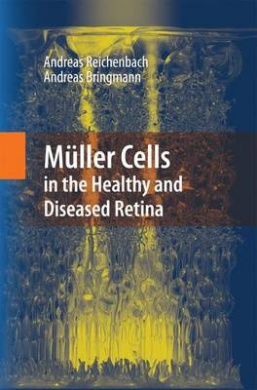 Andreas Reichenbach
Andreas Bringmann
Müller Cells
in the Healthy and
Diseased Retina